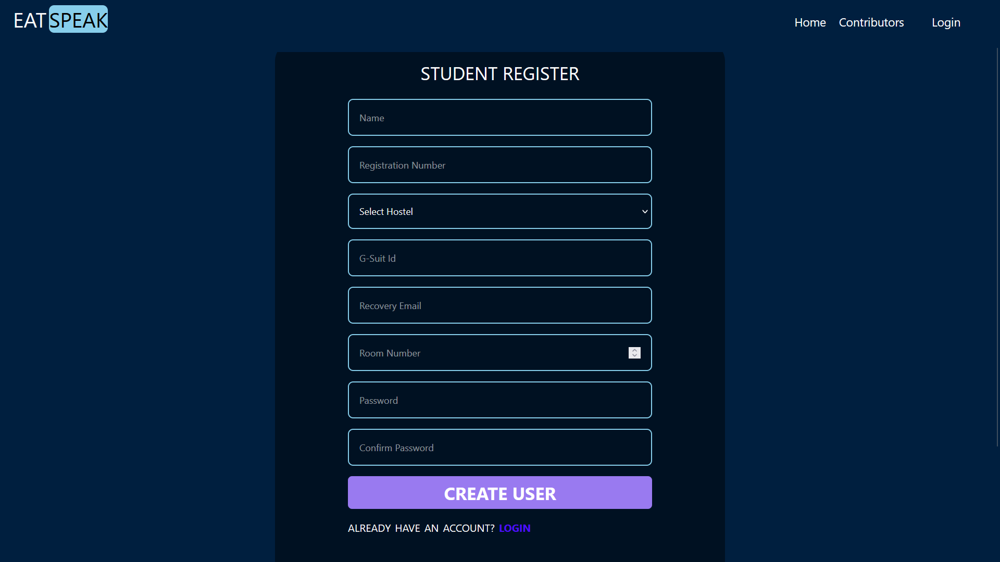 EAT SPEAK
Home Contributors Login
STUDENT REGISTER
Name
Registration Number
Select Hostel
G-Suit Id
Recovery Email
Room Number
Password
Confirm Password
CREATE USER
ALREADY HAVE AN ACCOUNT? LOGIN